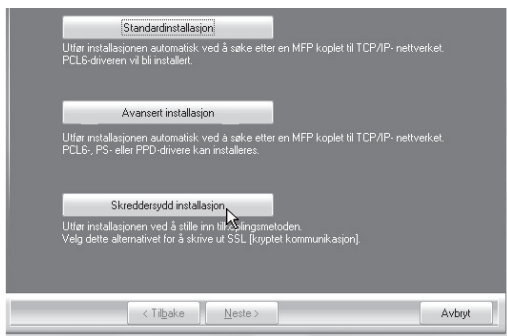 Standardinstallasjon
Utfør installasjonen automatisk ved å søke etter en MFP koplet til TCP/IP- nettverket.
PCL6-driveren vil bli installert.
Avansert installasjon
Utfør installasjonen automatisk ved å søke etter en MFP koplet til TCP/IP- nettverket.
PCL6-, PS- eller PPD-drivere kan installeres.
Skreddersydd installasjon
Utfør installasjonen ved å stille inn tilkoplingsmetoden.
Velg dette alternativet for å skrive ut SSL [kryptet kommunikasjon].
< Tilbake Neste > Avbryt